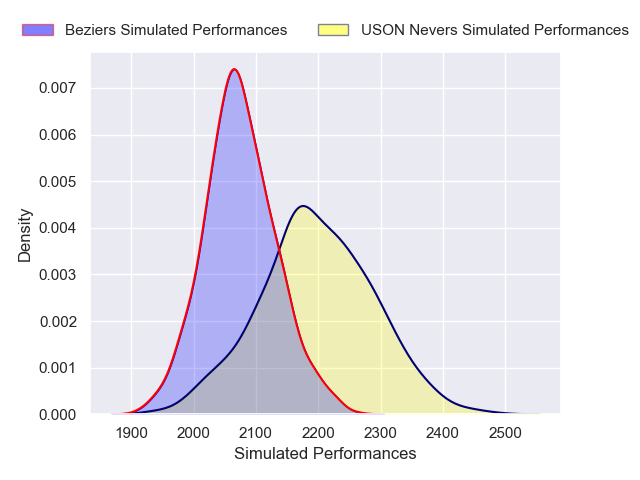 Beziers Simulated Performances USON Nevers Simulated Performances
0.007
0.006
0.005
0.004
0.003
0.002
0.001
0.000
Density
1900 2000 2100 2200 2300 2400 2500
Simulated Performances